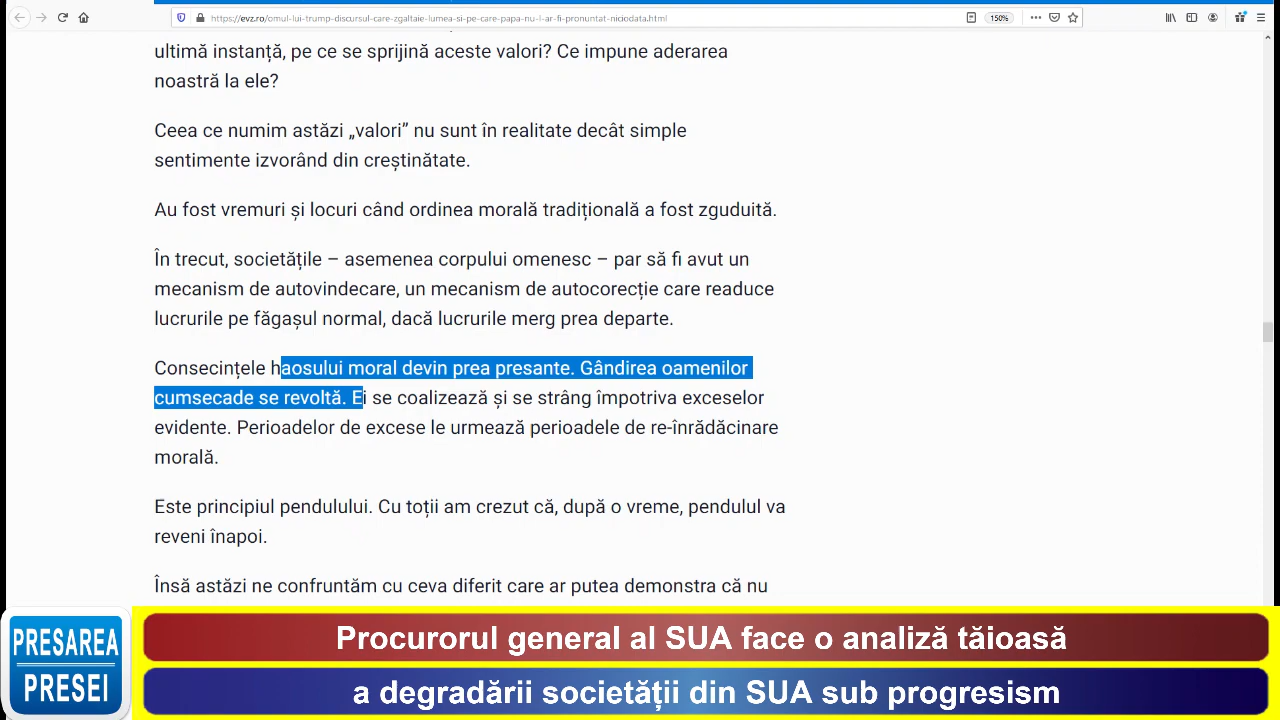 https://evz.ro/omul-lui-trump-discursul-care-zgaltaie-lumea-si-pe-care-papa-nu-l-ar-fi-pronuntat-niciodata.html
150%
ultimă instanță, pe ce se sprijină aceste valori? Ce impune aderarea
noastră la ele?
Ceea ce numim astăzi „valori” nu sunt în realitate decât simple
sentimente izvorând din creștinătate.
Au fost vremuri și locuri când ordinea morală tradițională a fost zguduită.
În trecut, societățile – asemenea corpului omenesc – par să fi avut un
mecanism de autovindecare, un mecanism de autocorecție care readuce
lucrurile pe făgașul normal, dacă lucrurile merg prea departe.
Consecințele haosului moral devin prea presante. Gândirea oamenilor
cumsecade se revoltă. Ei se coalizează și se strâng împotriva exceselor
evidente. Perioadelor de excese le urmează perioadele de re-înrădăcinare
morală.
Este principiul pendulului. Cu toții am crezut că, după o vreme, pendulul va
reveni înapoi.
Însă astăzi ne confruntăm cu ceva diferit care ar putea demonstra că nu
PRESAREA
PRESEI
Procurorul general al SUA face o analiză tăioasă
a degradării societății din SUA sub progresism